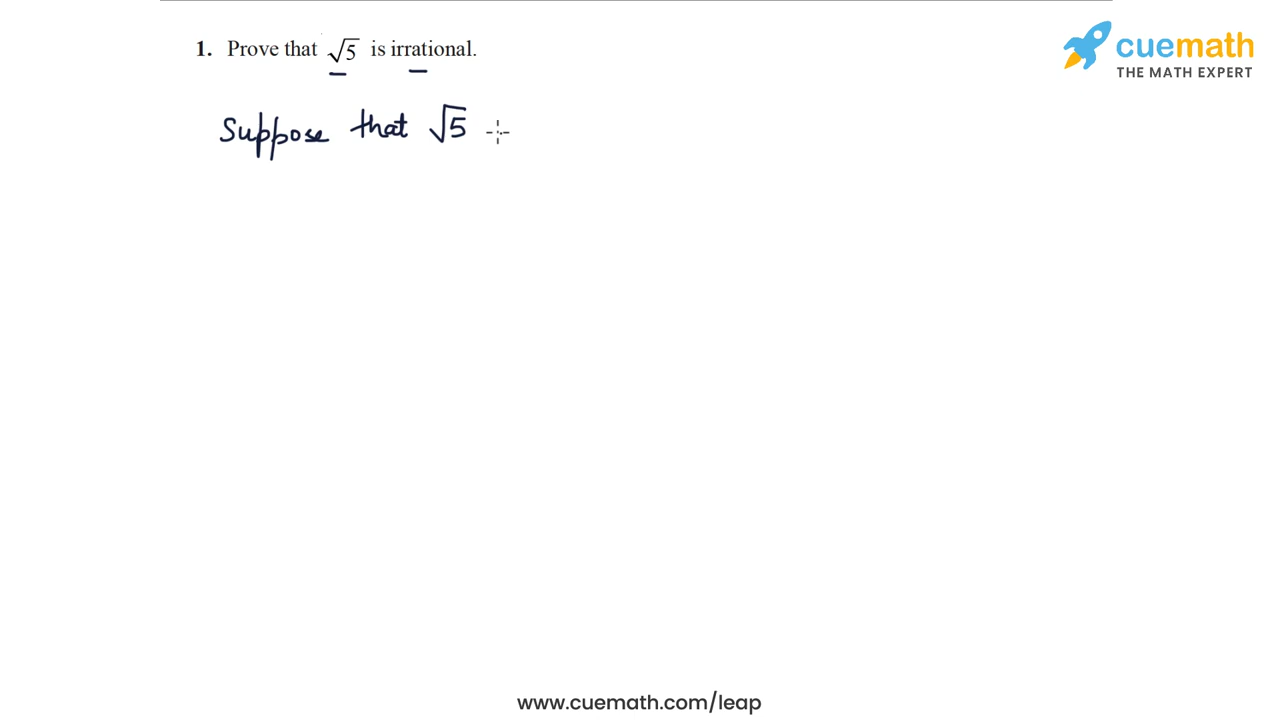 1. Prove that √5 is irrational.
cuemath
THE MATH EXPERT
Suppose that √5
www.cuemath.com/leap